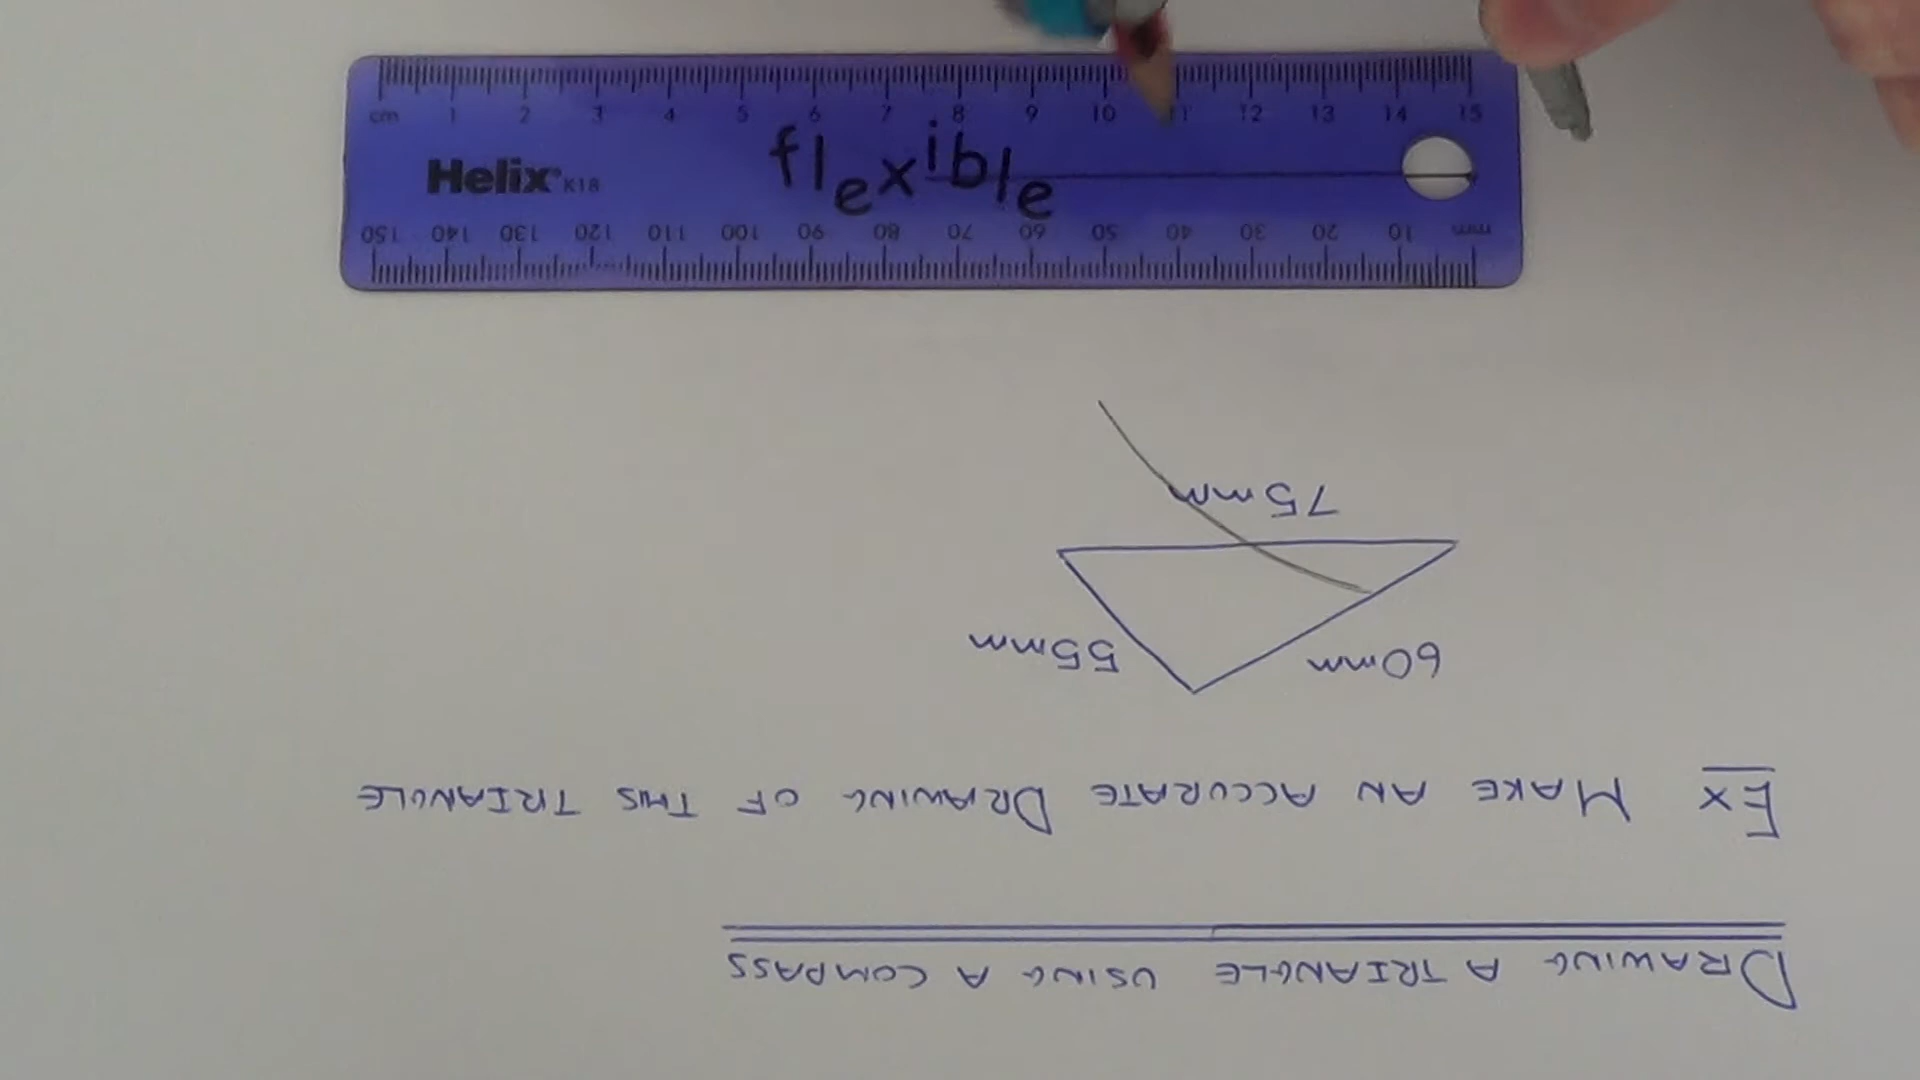 DRAWING A TRIANGLE USING A COMPASS
EX MAKE AN ACCURATE DRAWING OF THIS TRIANGLE
60mm 55mm
75mm
mm 10 20 30 40 50 60 70 80 90 100 110 120 130 140 150
Helix K18
flexible
cm 1 2 3 4 5 6 7 8 9 10 11 12 13 14 15